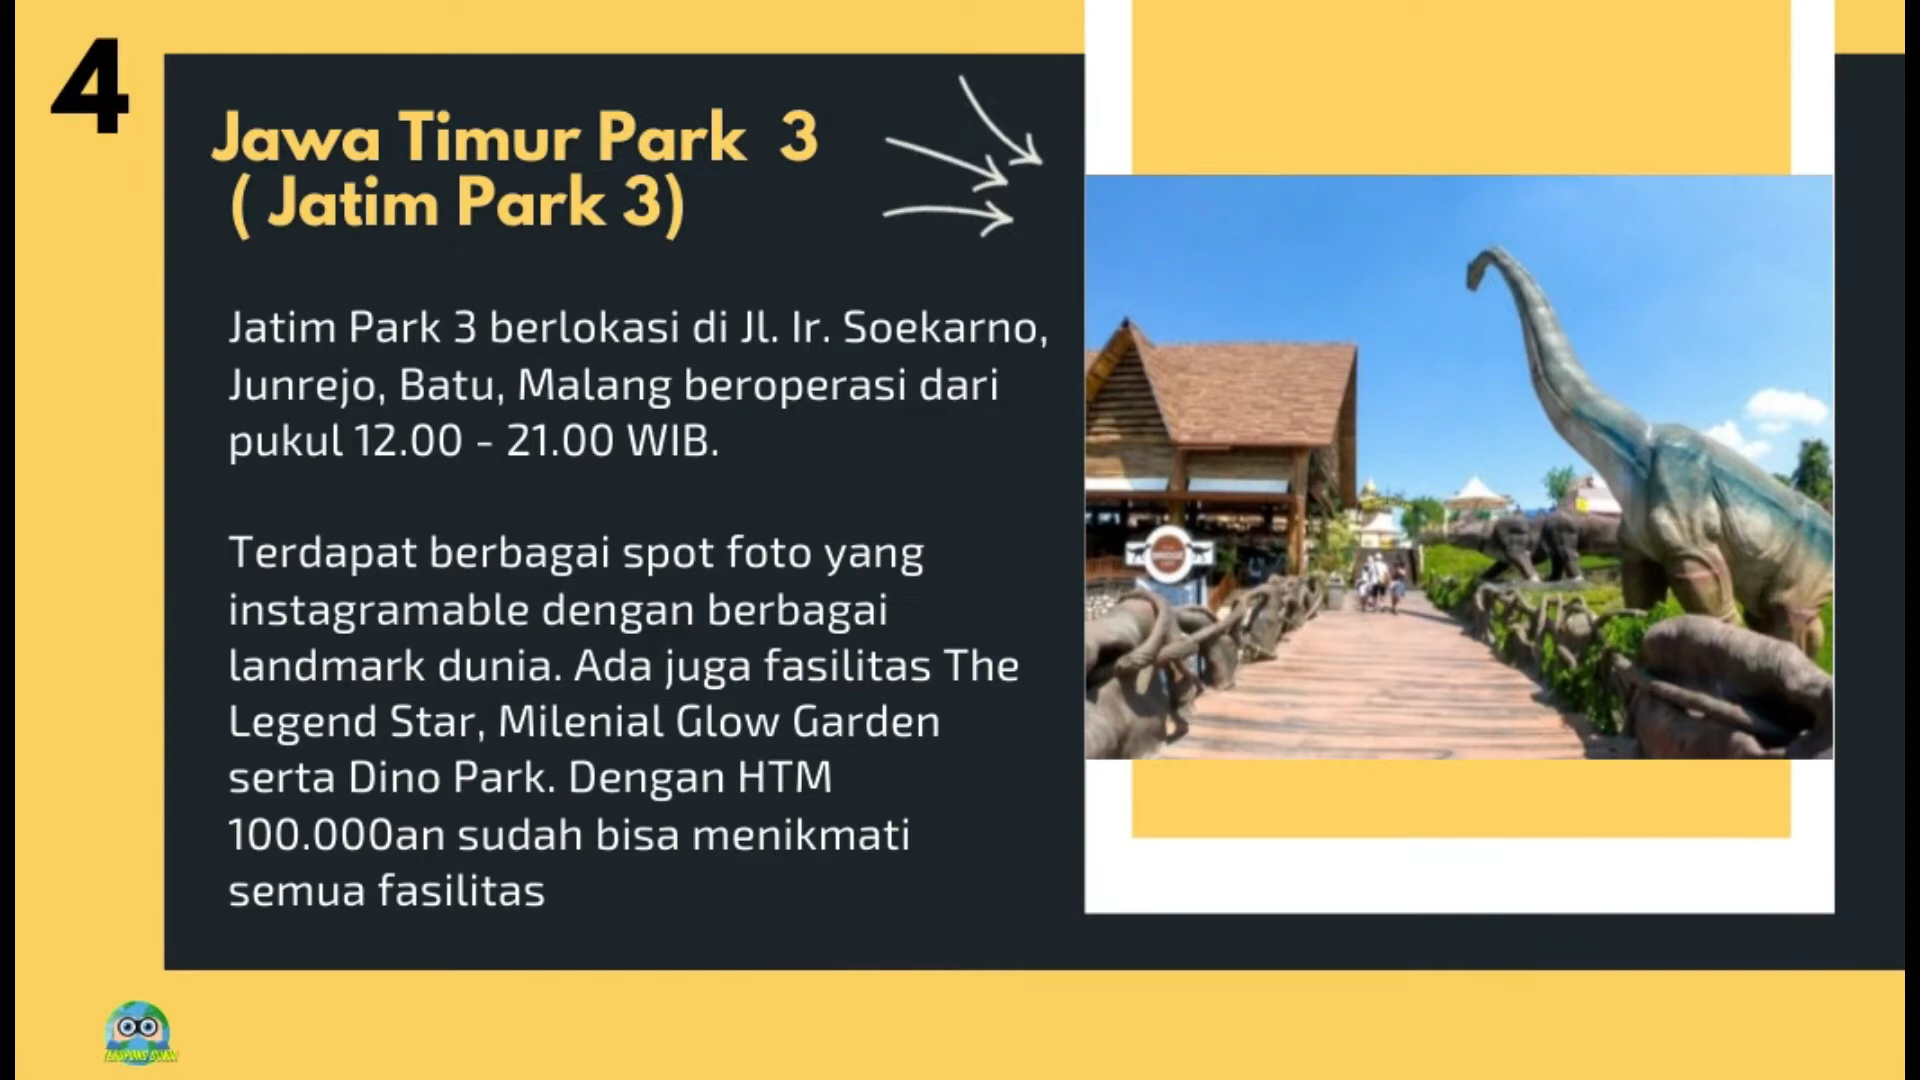 4
Jawa Timur Park 3
( Jatim Park 3)
Jatim Park 3 berlokasi di Jl. Ir. Soekarno,
Junrejo, Batu, Malang beroperasi dari
pukul 12.00 - 21.00 WIB.
Terdapat berbagai spot foto yang
instagramable dengan berbagai
landmark dunia. Ada juga fasilitas The
Legend Star, Milenial Glow Garden
serta Dino Park. Dengan HTM
100.000an sudah bisa menikmati
semua fasilitas